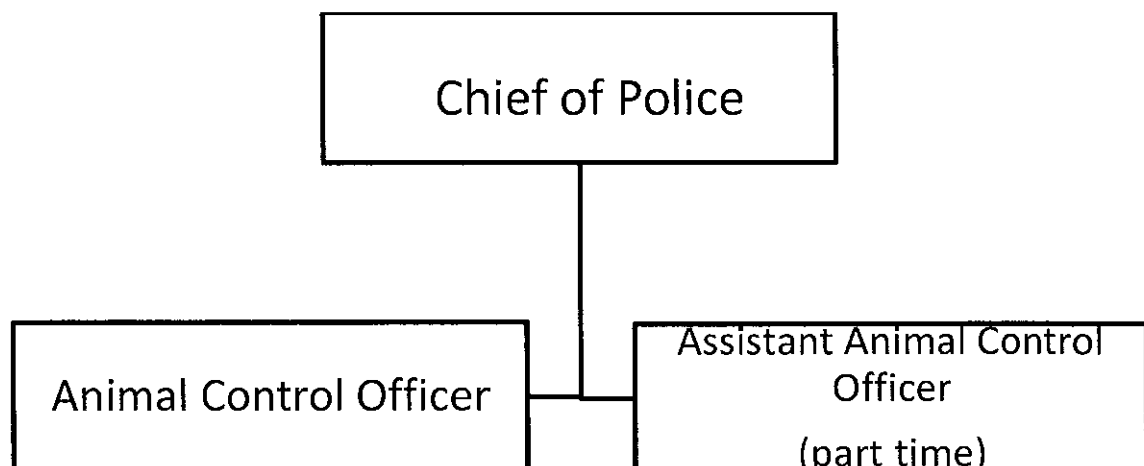 Chief of Police
Animal Control Officer
Assistant Animal Control
Officer
(part time)